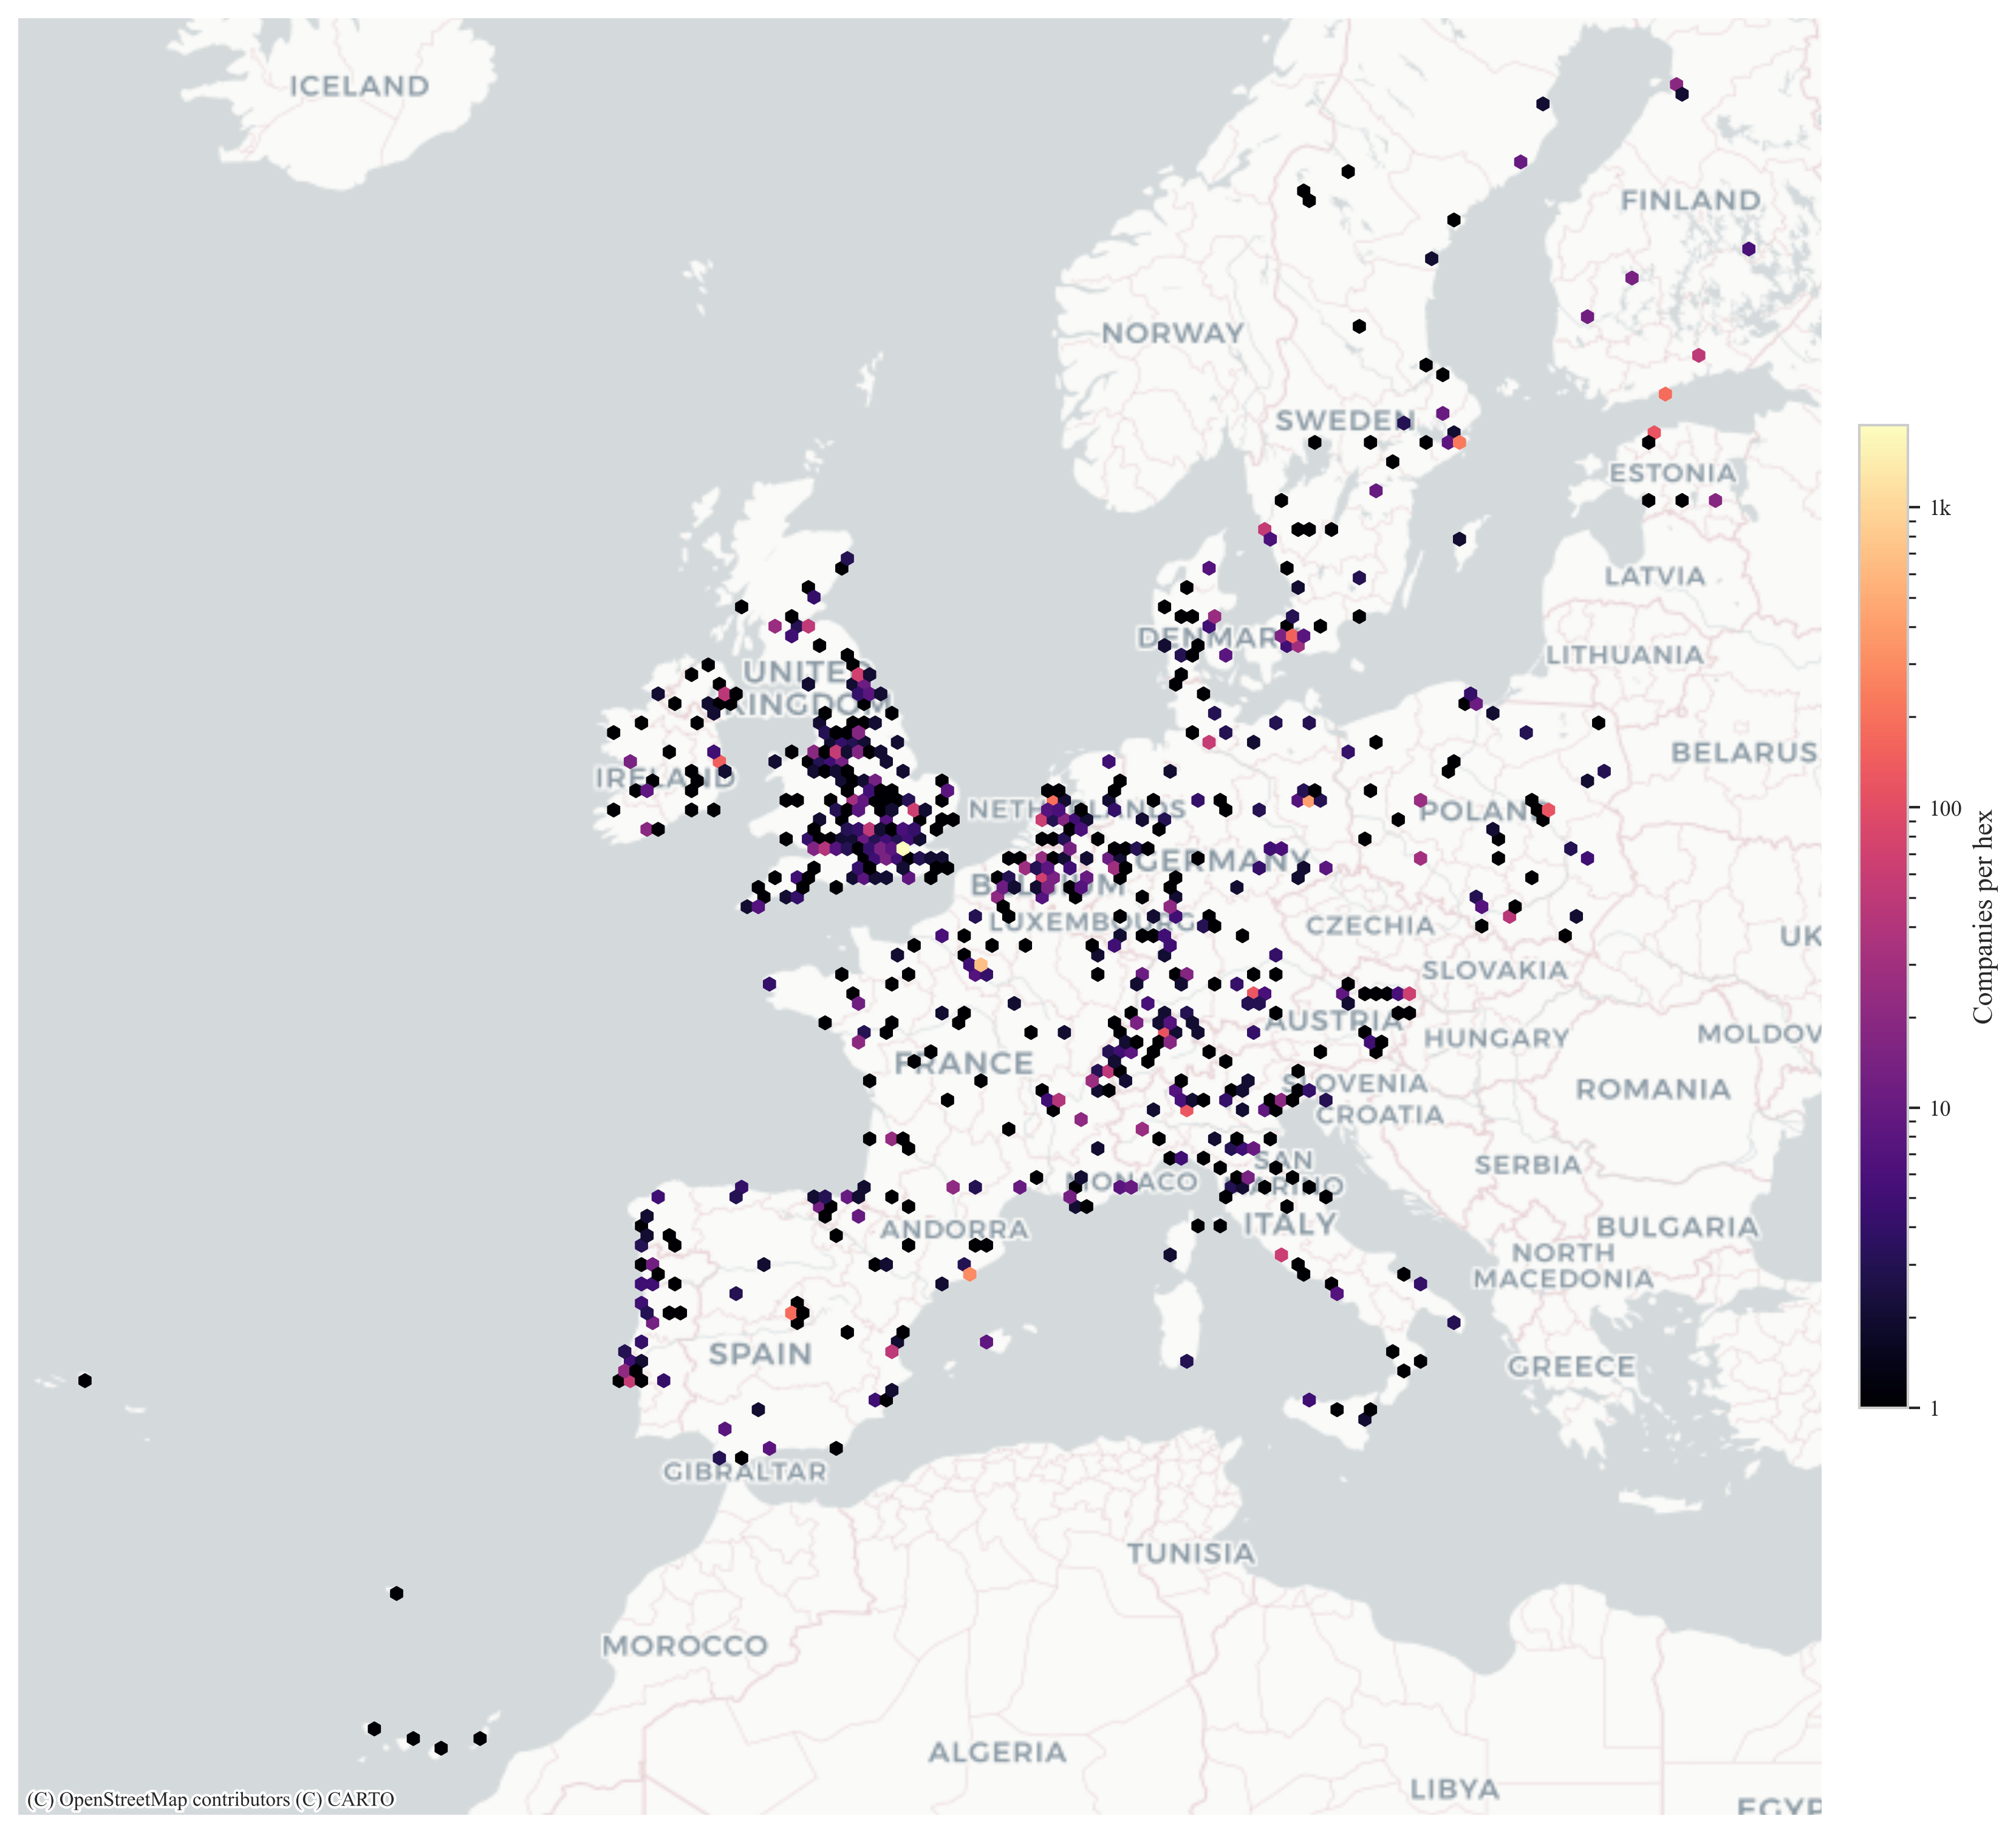 ICELAND
FINLAND
NORWAY
SWEDEN
ESTONIA
LATVIA
DENMARK
LITHUANIA
UNITED
KINGDOM
BELARUS
IRELAND
NETHERLANDS
POLAND
GERMANY
BELGIUM
LUXEMBOURG
CZECHIA
UK
SLOVAKIA
AUSTRIA
HUNGARY
MOLDOV
FRANCE
SLOVENIA
ROMANIA
CROATIA
SAN
MARINO
SERBIA
MONACO
ANDORRA
ITALY
BULGARIA
NORTH
MACEDONIA
SPAIN
GREECE
GIBRALTAR
TUNISIA
MOROCCO
ALGERIA
LIBYA
EGYP
(C) OpenStreetMap contributors (C) CARTO
1k
100
10
1
Companies per hex